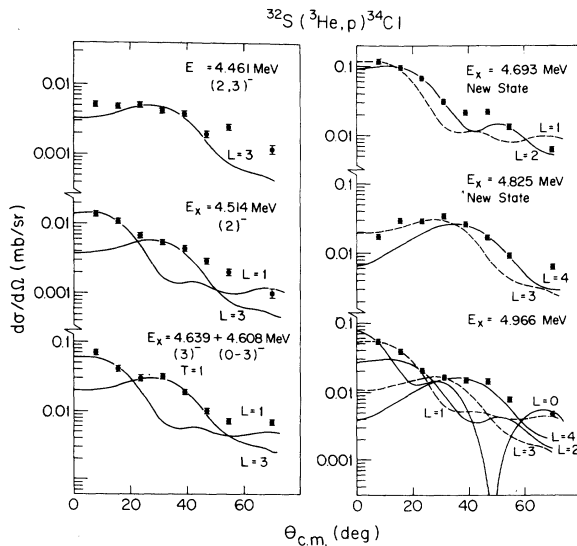 ³²S(³He,p)³⁴Cl
dσ/dΩ (mb/sr)
E = 4.461 MeV
(2,3)⁻
0.01
0.001
L=3
Eₓ = 4.514 MeV
(2)⁻
0.01
0.001
L=1
L=3
Eₓ = 4.639 + 4.608 MeV
(3)⁻ (0-3)⁻
T=1
0.1
0.01
L=1
L=3
0 20 40 60 80
Eₓ = 4.693 MeV
New State
0.1
0.01
L=1
L=2
Eₓ = 4.825 MeV
New State
0.1
0.01
L=4
L=3
Eₓ = 4.966 MeV
0.1
0.01
0.001
L=1
L=0
L=4
L=2
L=3
0 20 40 60 80
θc.m. (deg)